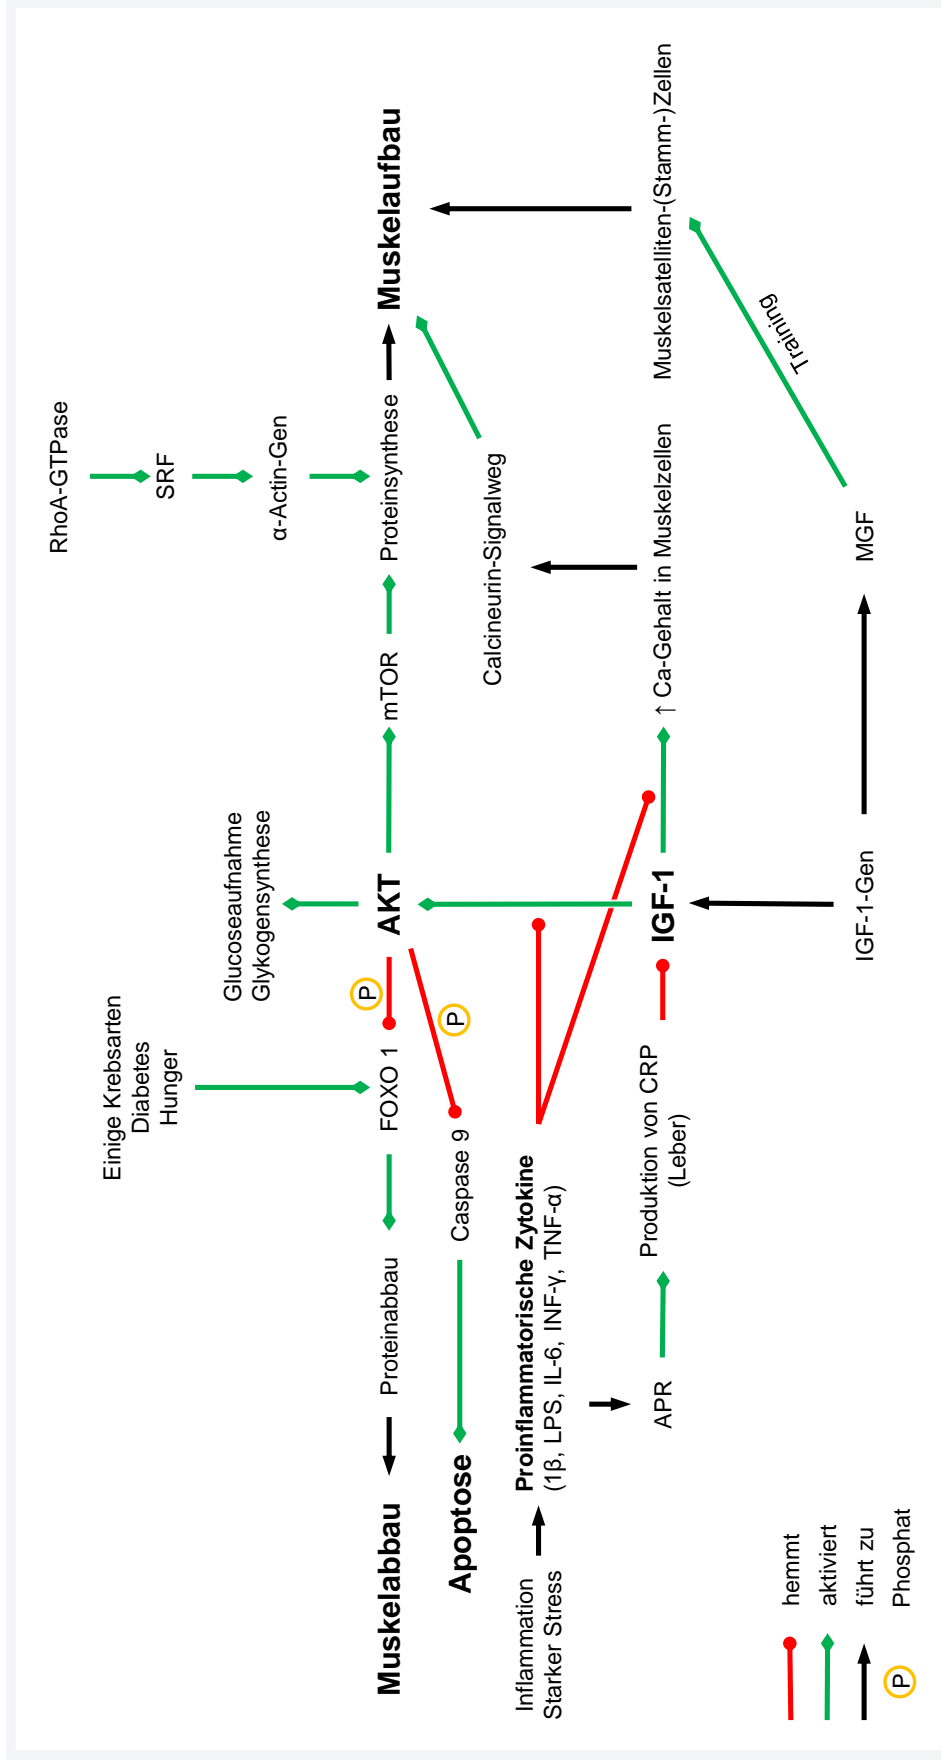 RhoA-GTPase
SRF
α-Actin-Gen
Einige Krebsarten
Diabetes
Hunger
Glucoseaufnahme
Glykogensynthese
Muskelabbau
Proteinabbau
FOXO 1
P
AKT
mTOR
Proteinsynthese
Muskelaufbau
Apoptose
Caspase 9
P
Calcineurin-Signalweg
Inflammation
Starker Stress
Proinflammatorische Zytokine
(1β, LPS, IL-6, INF-γ, TNF-α)
APR
Produktion von CRP
(Leber)
IGF-1
↑ Ca-Gehalt in Muskelzellen
Muskelsatelliten-(Stamm-)Zellen
Training
IGF-1-Gen
MGF
hemmt
aktiviert
führt zu
P Phosphat